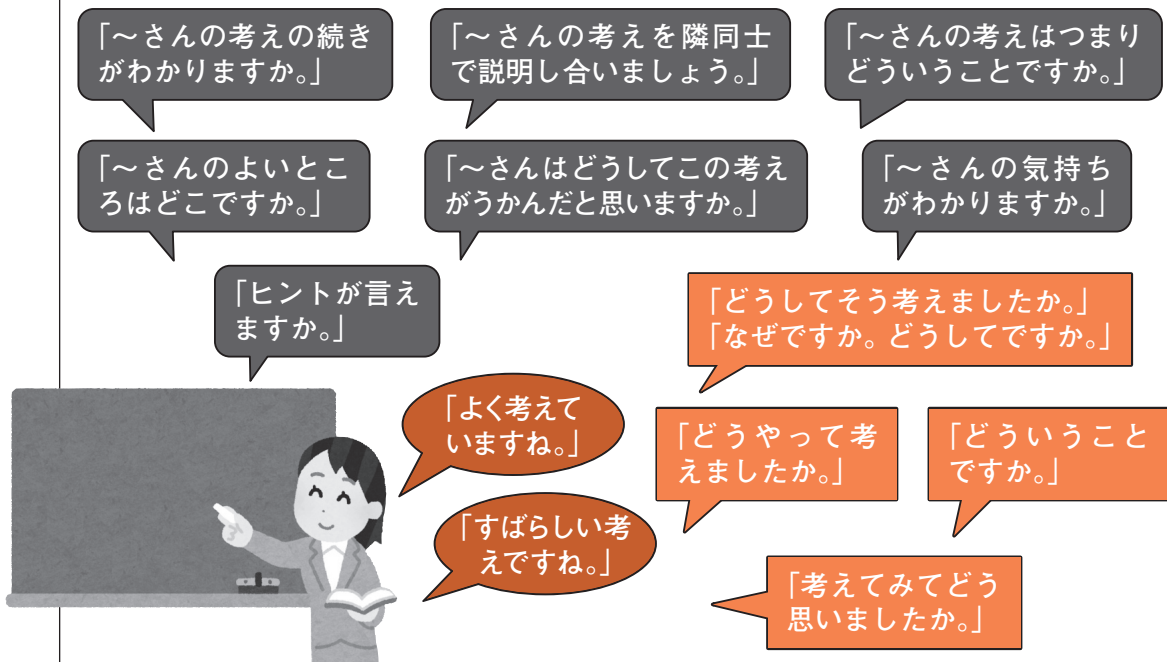 「～さんの考えの続き
がわかりますか。」
「～さんの考えを隣同士
で説明し合いましょう。」
「～さんの考えはつまり
どういうことですか。」
「～さんのよいとこ
ろはどこですか。」
「～さんはどうしてこの考え
がうかんだと思いますか。」
「～さんの気持ち
がわかりますか。」
「ヒントが言え
ますか。」
「どうしてそう考えましたか。」
「なぜですか。どうしてですか。」
「よく考えて
いますね。」
「どうやって考
えましたか。」
「どういうこと
ですか。」
「すばらしい考
えですね。」
「考えてみてどう
思いましたか。」